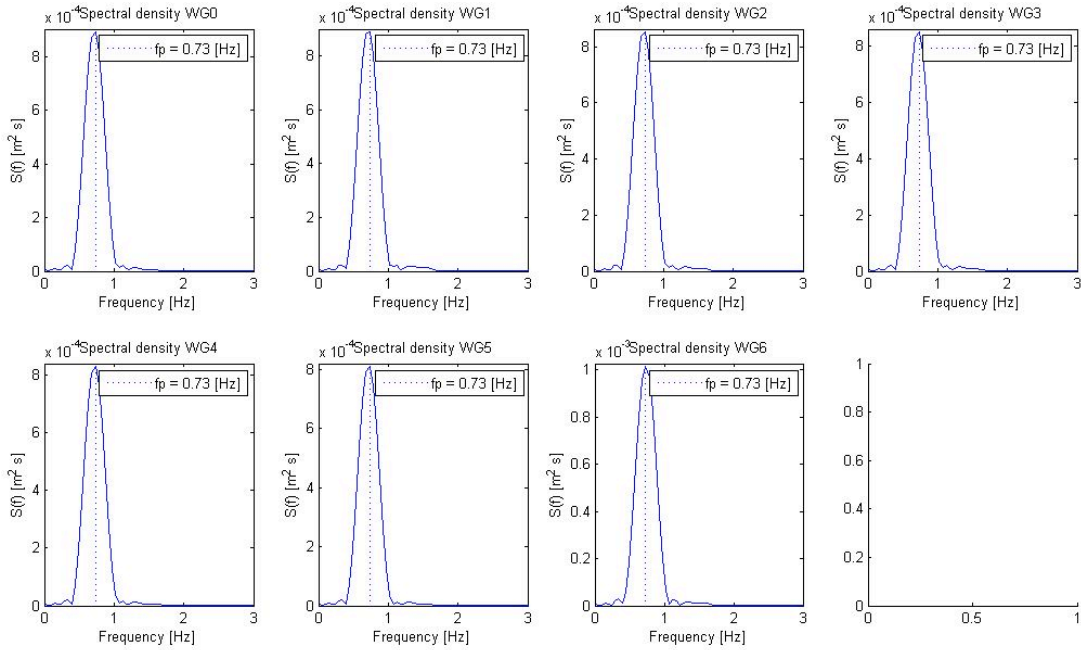 x 10⁻⁴ Spectral density WG0
fp = 0.73 [Hz]
8
6
4
2
0
S(f) [m² s]
0 1 2 3
Frequency [Hz]
x 10⁻⁴ Spectral density WG1
fp = 0.73 [Hz]
8
6
4
2
0
S(f) [m² s]
0 1 2 3
Frequency [Hz]
x 10⁻⁴ Spectral density WG2
fp = 0.73 [Hz]
8
6
4
2
0
S(f) [m² s]
0 1 2 3
Frequency [Hz]
x 10⁻⁴ Spectral density WG3
fp = 0.73 [Hz]
8
6
4
2
0
S(f) [m² s]
0 1 2 3
Frequency [Hz]
x 10⁻⁴ Spectral density WG4
fp = 0.73 [Hz]
8
6
4
2
0
S(f) [m² s]
0 1 2 3
Frequency [Hz]
x 10⁻⁴ Spectral density WG5
fp = 0.73 [Hz]
8
6
4
2
0
S(f) [m² s]
0 1 2 3
Frequency [Hz]
x 10⁻³ Spectral density WG6
fp = 0.73 [Hz]
1
0.8
0.6
0.4
0.2
0
S(f) [m² s]
0 1 2 3
Frequency [Hz]
1
0.8
0.6
0.4
0.2
0
0 0.5 1